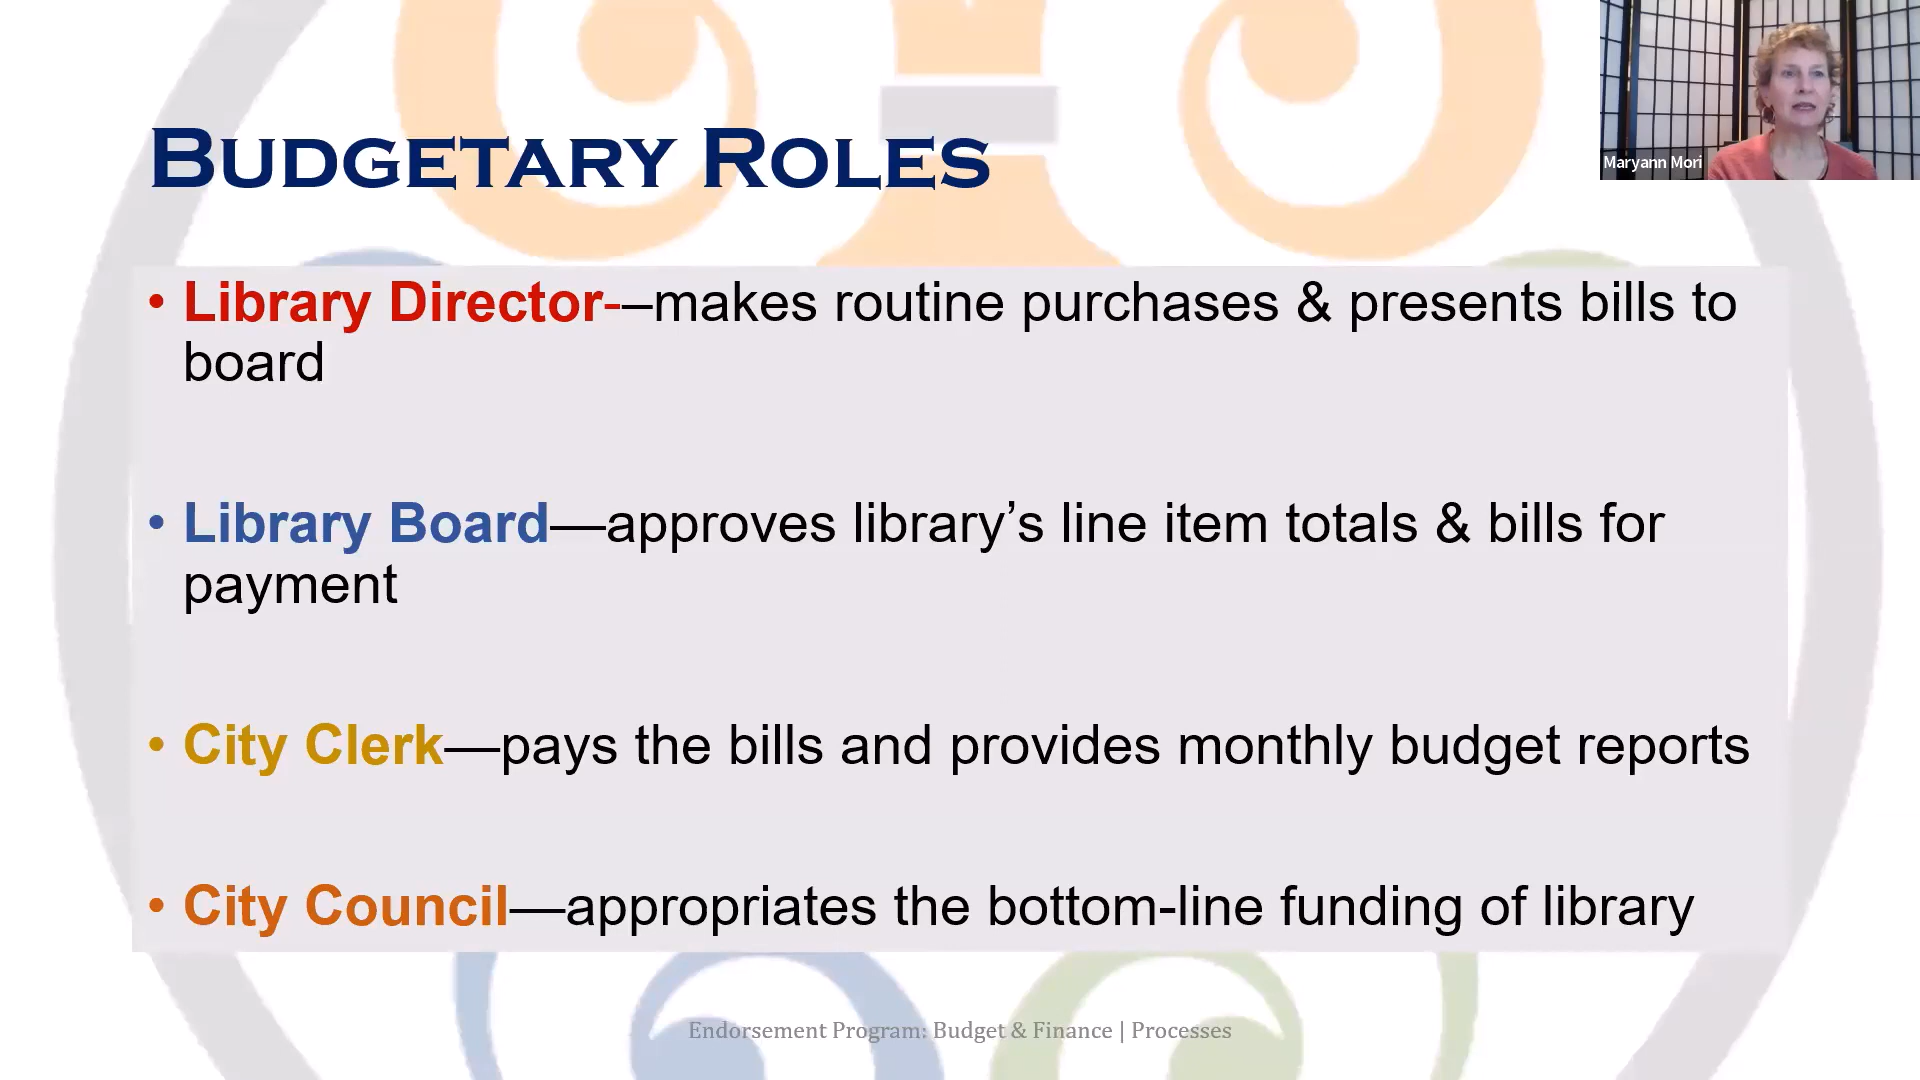 Budgetary Roles
Maryann Mori
• Library Director-–makes routine purchases & presents bills to
board
• Library Board—approves library’s line item totals & bills for
payment
• City Clerk—pays the bills and provides monthly budget reports
• City Council—appropriates the bottom-line funding of library
Endorsement Program: Budget & Finance | Processes